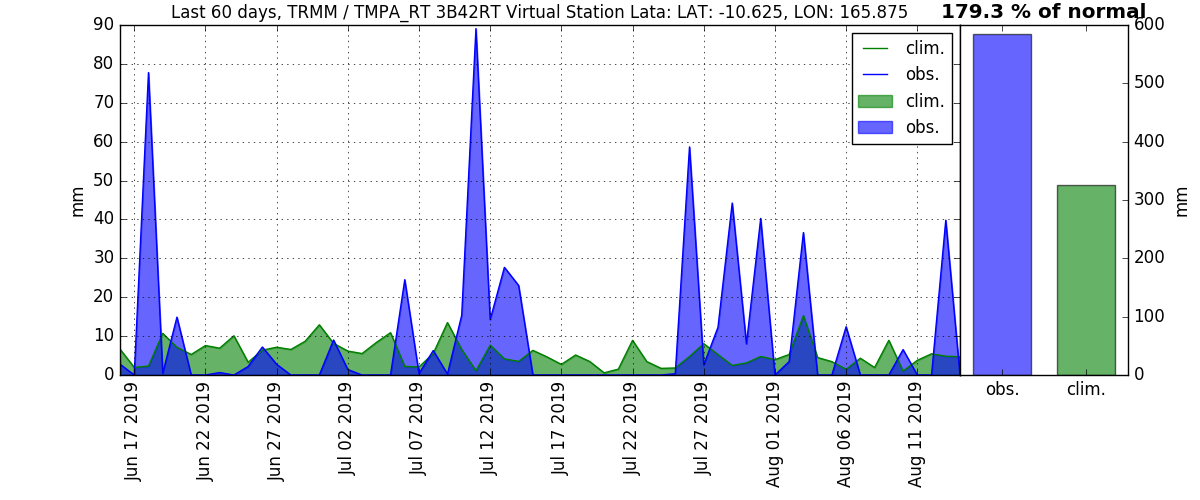 Last 60 days, TRMM / TMPA_RT 3B42RT Virtual Station Lata: LAT: -10.625, LON: 165.875
179.3 % of normal
90
80
70
60
50
40
30
20
10
0
mm
clim.
obs.
clim.
obs.
Jun 17 2019
Jun 22 2019
Jun 27 2019
Jul 02 2019
Jul 07 2019
Jul 12 2019
Jul 17 2019
Jul 22 2019
Jul 27 2019
Aug 01 2019
Aug 06 2019
Aug 11 2019
600
500
400
300
200
100
0
mm
obs.
clim.